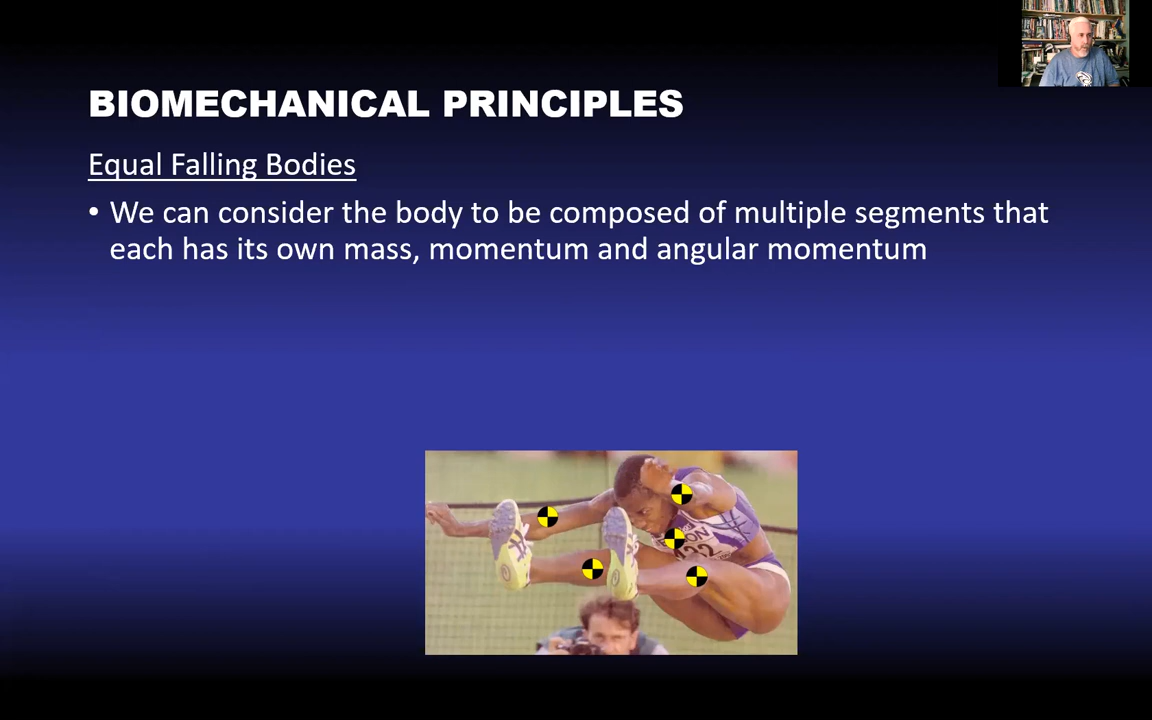 BIOMECHANICAL PRINCIPLES
Equal Falling Bodies
• We can consider the body to be composed of multiple segments that
each has its own mass, momentum and angular momentum